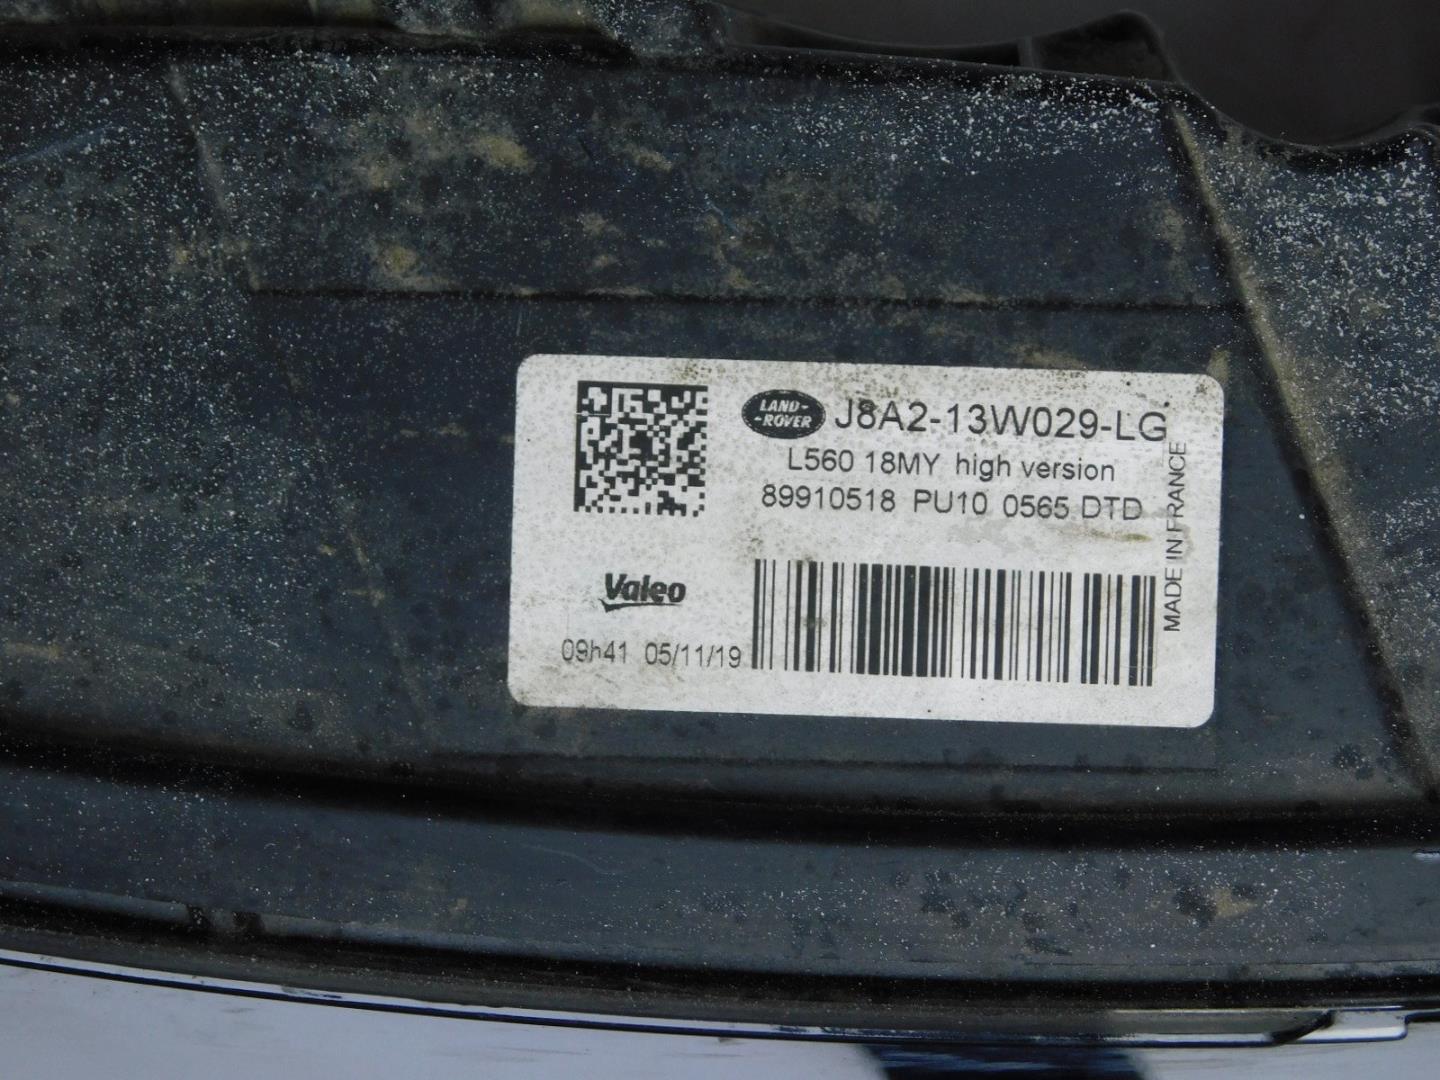 LAND-
-ROVER
J8A2-13W029-LG
L560 18MY high version
89910518 PU10 0565 DTD
MADE IN FRANCE
Valeo
09h41 05/11/19